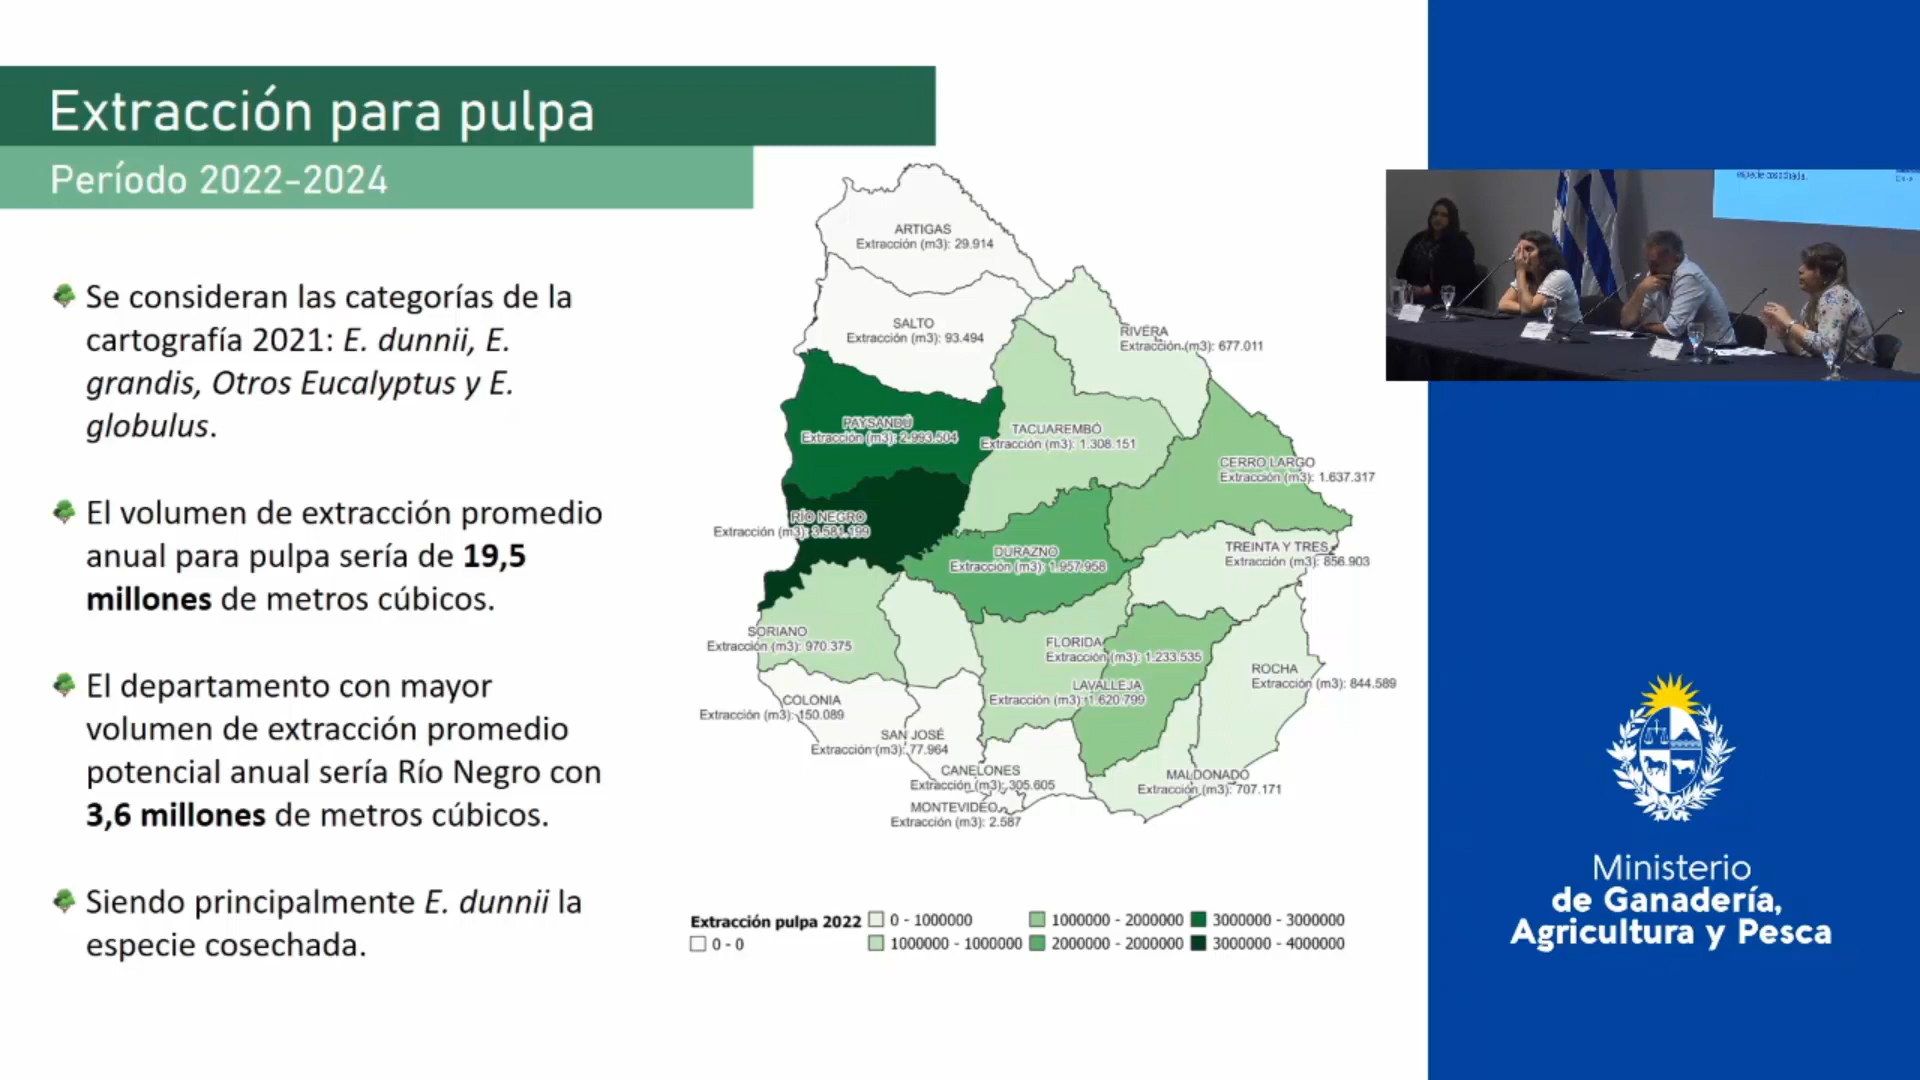 Extracción para pulpa
Período 2022-2024
Se consideran las categorías de la
cartografía 2021: E. dunnii, E.
grandis, Otros Eucalyptus y E.
globulus.
El volumen de extracción promedio
anual para pulpa sería de 19,5
millones de metros cúbicos.
El departamento con mayor
volumen de extracción promedio
potencial anual sería Río Negro con
3,6 millones de metros cúbicos.
Siendo principalmente E. dunnii la
especie cosechada.
ARTIGAS
Extracción (m3): 29.914
SALTO
Extracción (m3): 93.494
RIVERA
Extracción (m3): 677.011
PAYSANDÚ
Extracción (m3): 2.993.504
TACUAREMBÓ
Extracción (m3): 1.308.151
CERRO LARGO
Extracción (m3): 1.637.317
RÍO NEGRO
Extracción (m3): 3.581.199
DURAZNO
Extracción (m3): 1.957.958
TREINTA Y TRES
Extracción (m3): 856.903
SORIANO
Extracción (m3): 970.375
FLORIDA
Extracción (m3): 1.233.535
ROCHA
Extracción (m3): 844.589
LAVALLEJA
Extracción (m3): 1.620.799
COLONIA
Extracción (m3): 150.089
SAN JOSÉ
Extracción (m3): 77.964
CANELONES
Extracción (m3): 305.605
MALDONADO
Extracción (m3): 707.171
MONTEVIDEO
Extracción (m3): 2.587
Extracción pulpa 2022
0 - 0
0 - 1000000
1000000 - 1000000
1000000 - 2000000
2000000 - 2000000
3000000 - 3000000
3000000 - 4000000
especie cosechada.
Ministerio
de Ganadería,
Agricultura y Pesca